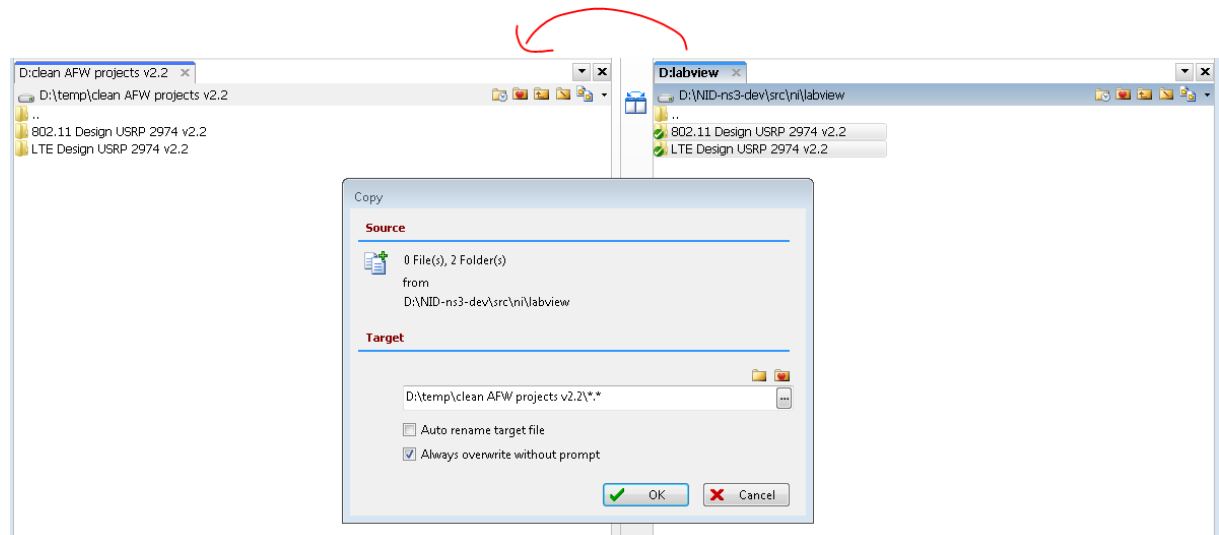 D:clean AFW projects v2.2
D:\temp\clean AFW projects v2.2
..
802.11 Design USRP 2974 v2.2
LTE Design USRP 2974 v2.2
D:labview
D:\NID-ns3-dev\src\ni\labview
..
802.11 Design USRP 2974 v2.2
LTE Design USRP 2974 v2.2
Copy
Source
0 File(s), 2 Folder(s)
from
D:\NID-ns3-dev\src\ni\labview
Target
D:\temp\clean AFW projects v2.2\*.*
...
Auto rename target file
Always overwrite without prompt
OK
Cancel